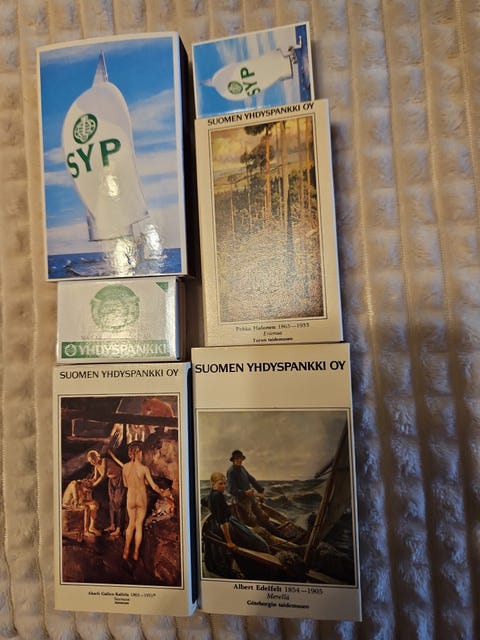 SYP
SYP
SUOMEN YHDYSPANKKI OY
Pekka Halonen 1865—1933
Erämaa
Turun taidemuseo
YHDYSPANKKI
SUOMEN YHDYSPANKKI OY
Akseli Gallen-Kallela 1865—1931
SUOMEN YHDYSPANKKI OY
Albert Edelfelt 1854—1905
Merellä
Göteborgin taidemuseo